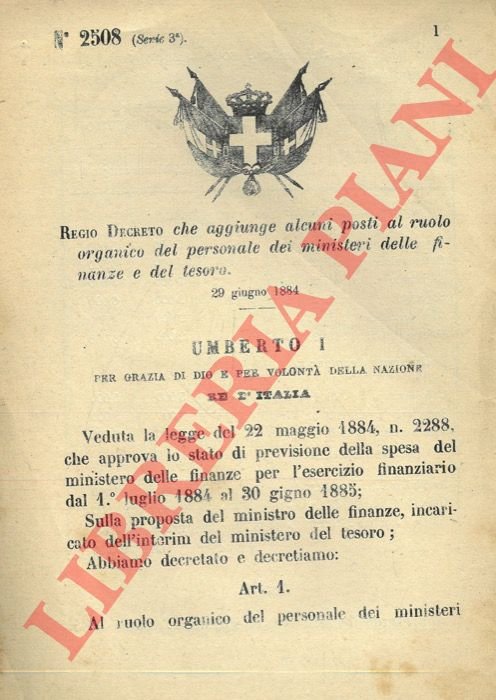 N° 2508 (Serie 3ª). 1
REGIO DECRETO che aggiunge alcuni posti al ruolo
organico del personale dei ministeri delle fi-
nanze e del tesoro.
29 giugno 1884
UMBERTO I
PER GRAZIA DI DIO E PER VOLONTÀ DELLA NAZIONE
RE D'ITALIA
Veduta la legge del 22 maggio 1884, n. 2288,
che approva lo stato di previsione della spesa del
ministero delle finanze per l'esercizio finanziario
dal 1.° luglio 1884 al 30 gigno 1885;
Sulla proposta del ministro delle finanze, incari-
cato dell'interim del ministero del tesoro;
Abbiamo decretato e decretiamo:
Art. 1.
Al ruolo organico del personale dei ministeri
LIBRERIA PIANI